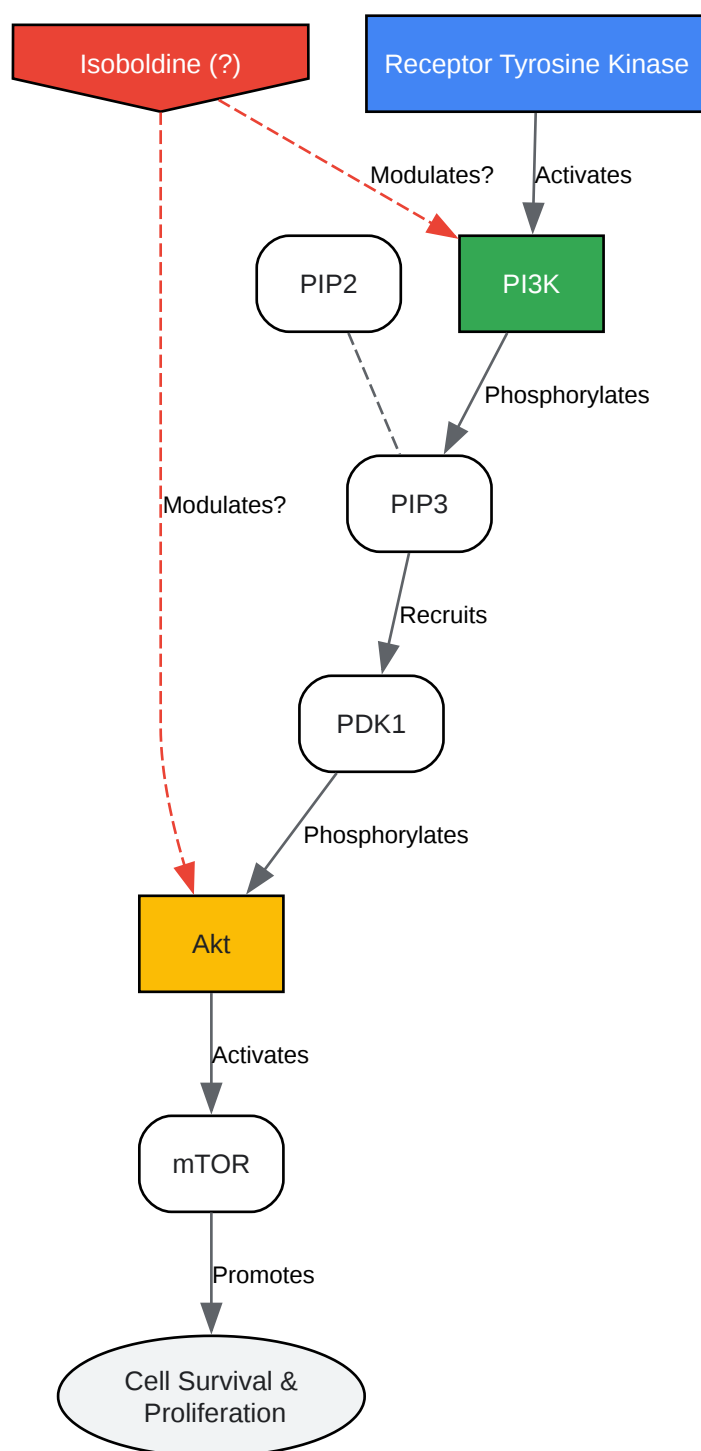 Isoboldine (?)
Receptor Tyrosine Kinase
Modulates?
Activates
PIP2
PI3K
Phosphorylates
PIP3
Modulates?
Recruits
PDK1
Phosphorylates
Akt
Activates
mTOR
Promotes
Cell Survival &
Proliferation